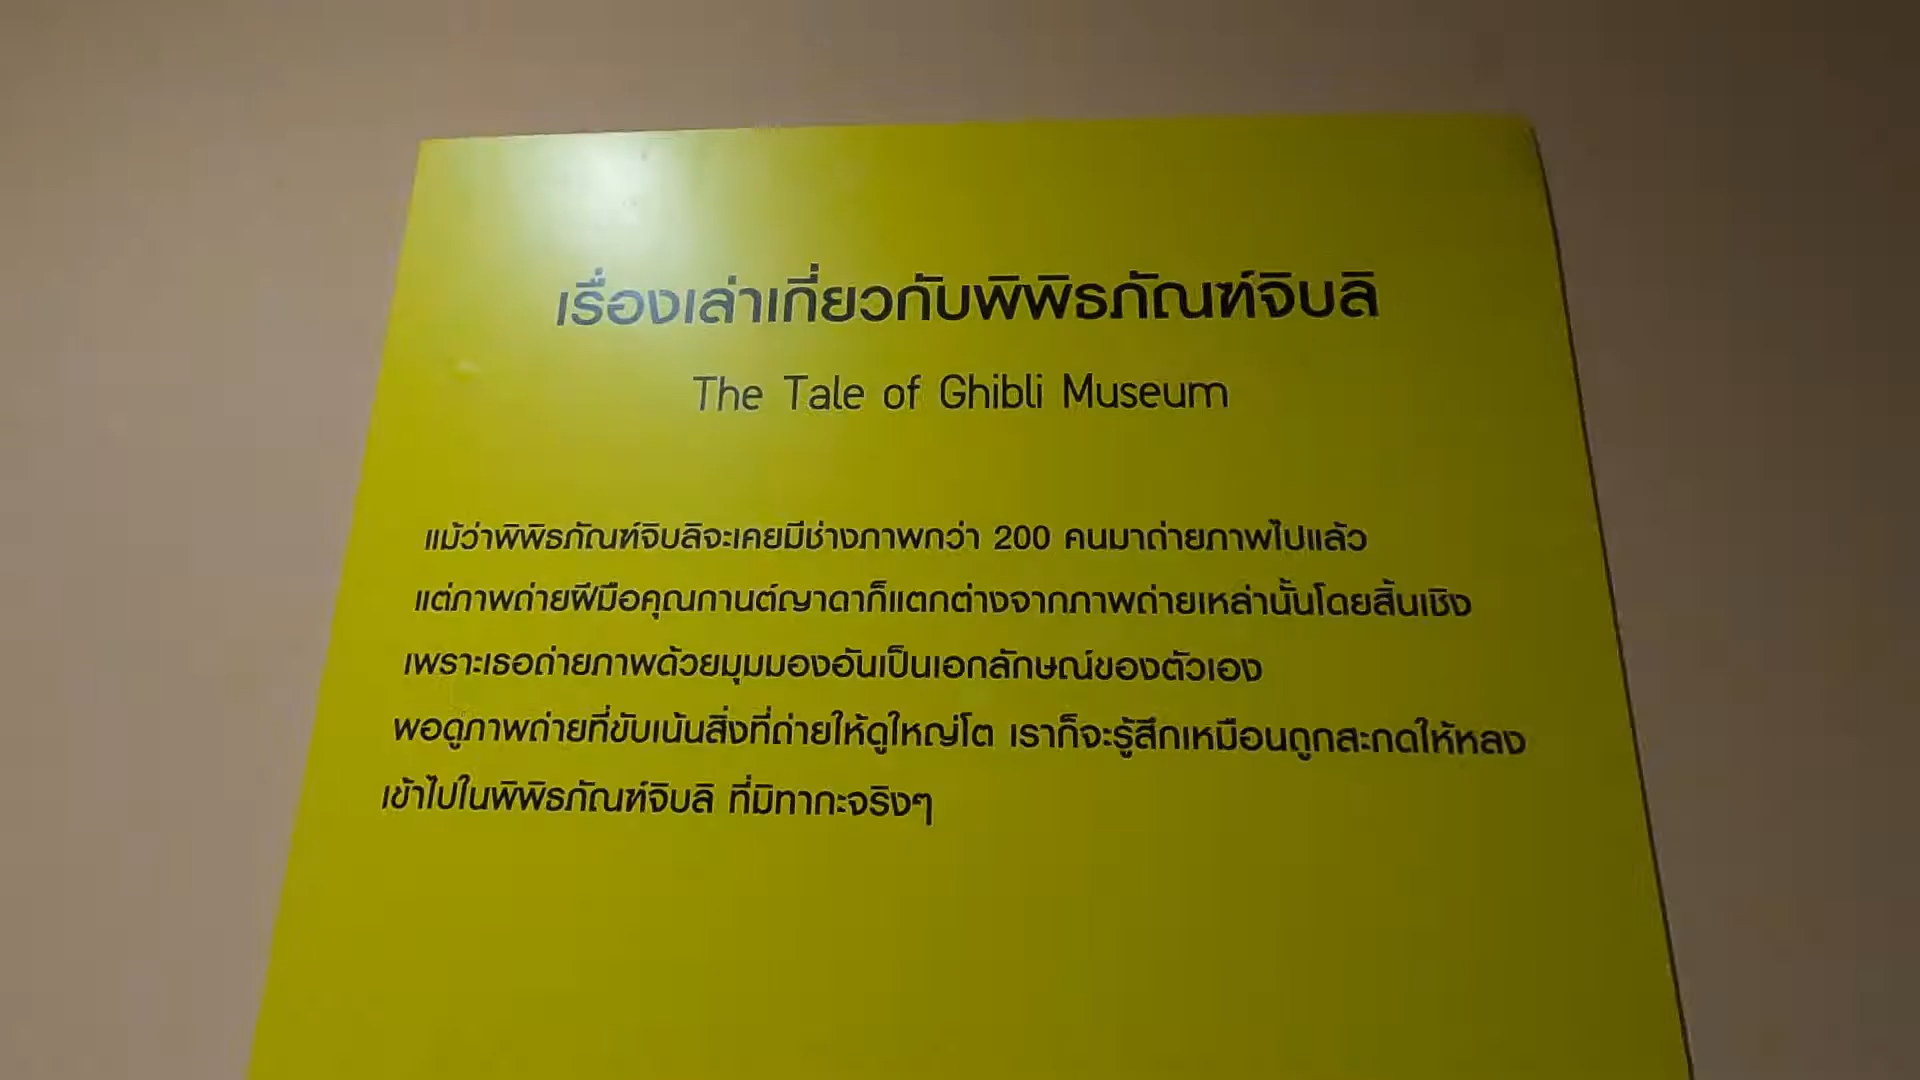 เรื่องเล่าเกี่ยวกับพิพิธภัณฑ์จิบลิ
The Tale of Ghibli Museum
แม้ว่าพิพิธภัณฑ์จิบลิจะเคยมีช่างภาพกว่า 200 คนมาถ่ายภาพไปแล้ว
แต่ภาพถ่ายฝีมือคุณกานต์ญาดาก็แตกต่างจากภาพถ่ายเหล่านั้นโดยสิ้นเชิง
เพราะเธอถ่ายภาพด้วยมุมมองอันเป็นเอกลักษณ์ของตัวเอง
พอดูภาพถ่ายที่ขับเน้นสิ่งที่ถ่ายให้ดูใหญ่โต เราก็จะรู้สึกเหมือนถูกสะกดให้หลง
เข้าไปในพิพิธภัณฑ์จิบลิ ที่มิทากะจริงๆ